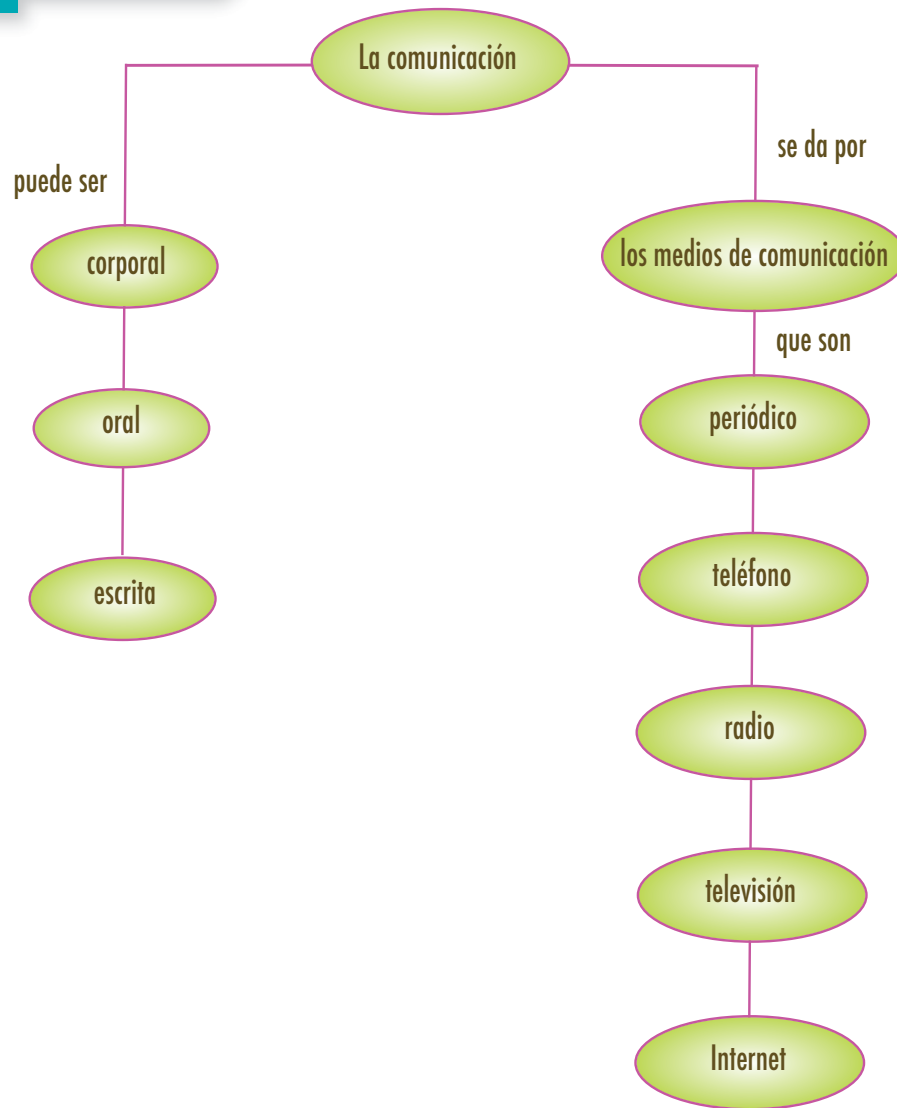 La comunicación
puede ser
corporal
oral
escrita
se da por
los medios de comunicación
que son
periódico
teléfono
radio
televisión
Internet